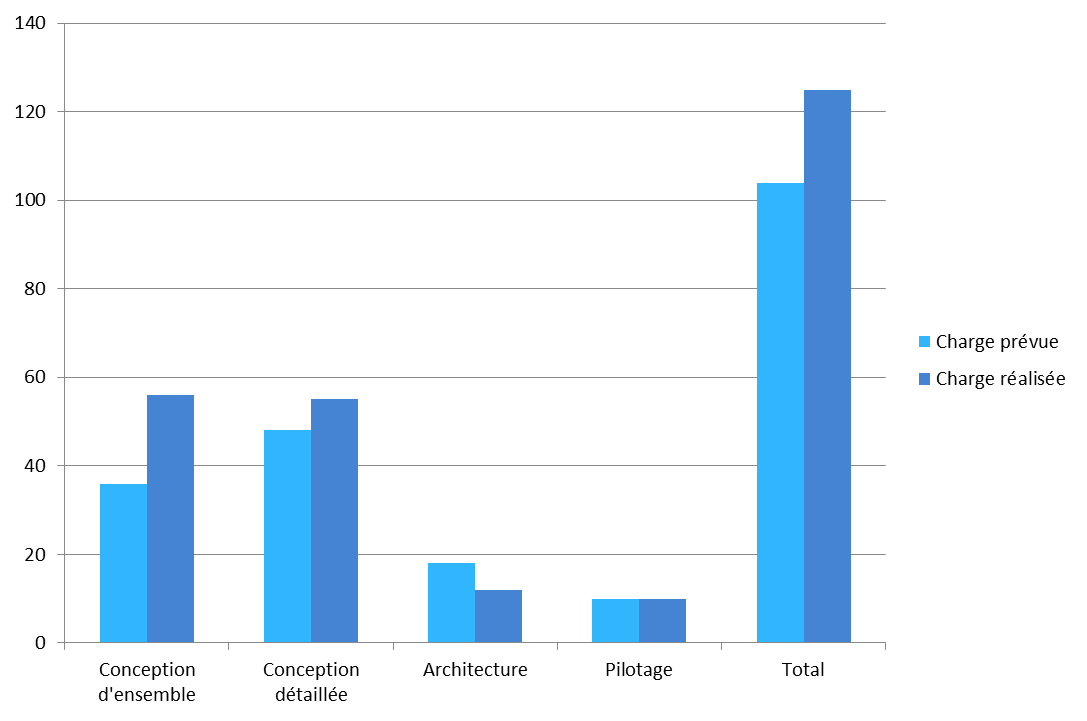 140
120
100
80
60
40
20
0
Conception
d'ensemble
Conception
détaillée
Architecture
Pilotage
Total
Charge prévue
Charge réalisée